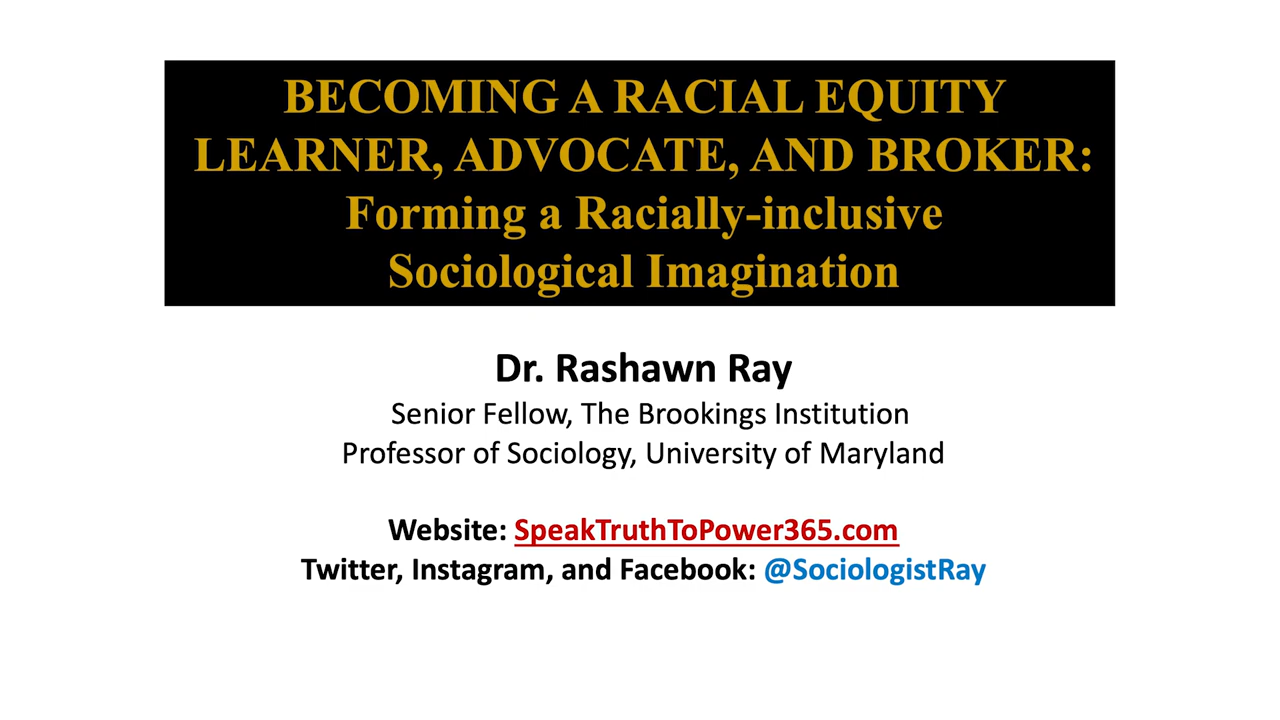 BECOMING A RACIAL EQUITY
LEARNER, ADVOCATE, AND BROKER:
Forming a Racially-inclusive
Sociological Imagination
Dr. Rashawn Ray
Senior Fellow, The Brookings Institution
Professor of Sociology, University of Maryland
Website: SpeakTruthToPower365.com
Twitter, Instagram, and Facebook: @SociologistRay